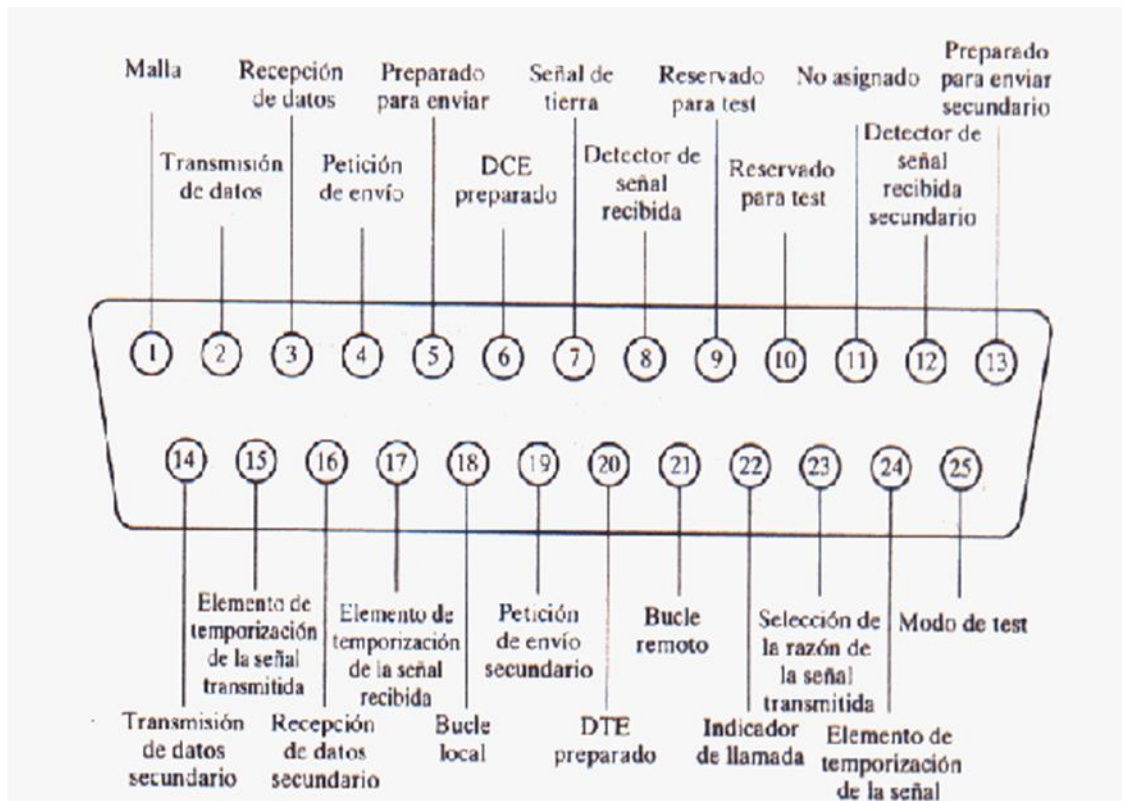 Malla
Recepción
de datos
Preparado
para enviar
Señal de
tierra
Reservado
para test
No asignado
Preparado
para enviar
secundario
Transmisión
de datos
Petición
de envío
DCE
preparado
Detector de
señal
recibida
Reservado
para test
Detector de
señal
recibida
secundario
1 2 3 4 5 6 7 8 9 10 11 12 13
14 15 16 17 18 19 20 21 22 23 24 25
Elemento de
temporización
de la señal
transmitida
Elemento de
temporización
de la señal
recibida
Petición
de envío
secundario
Bucle
remoto
Selección de
la razón de
la señal
transmitida
Modo de test
Transmisión
de datos
secundario
Recepción
de datos
secundario
Bucle
local
DTE
preparado
Indicador
de llamada
Elemento de
temporización
de la señal